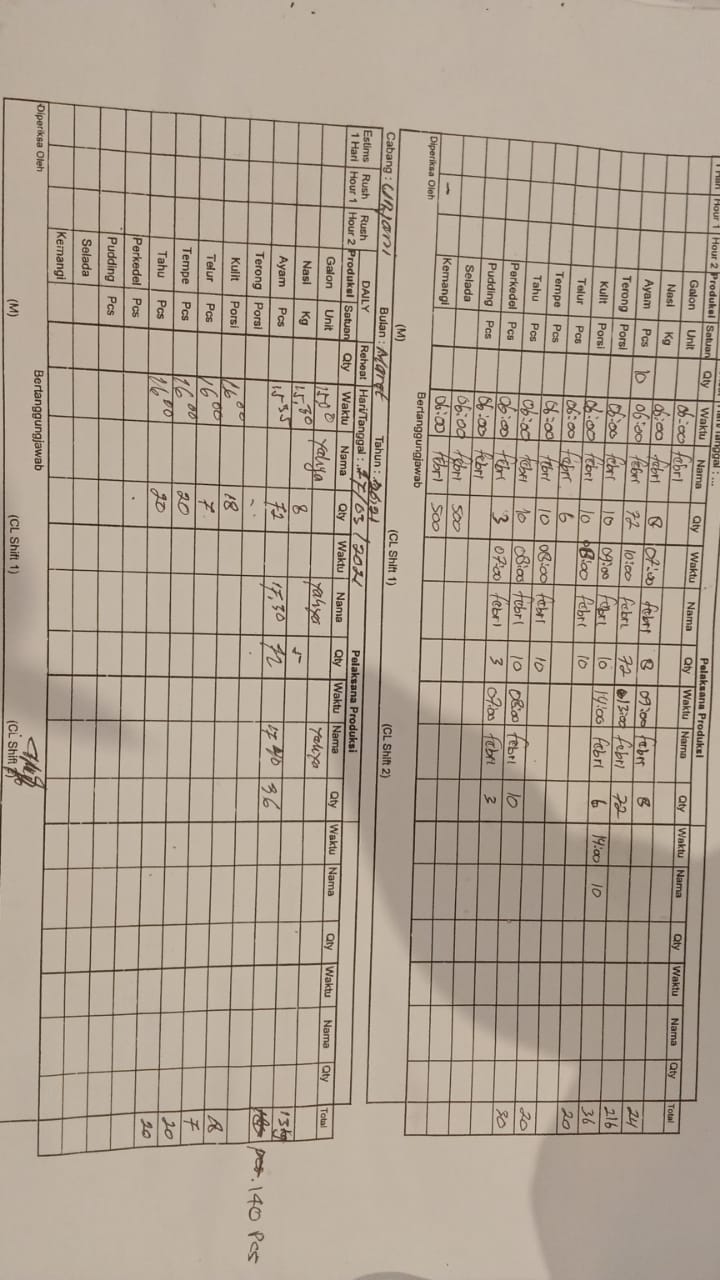 1 Hari Hour 1 Hour 2 Produksi Satuan Qty Waktu Nama Qty Waktu Nama Qty Waktu Nama Qty Waktu Nama Qty Waktu Nama Qty Total
Pelaksana Produksi
Galon Unit 06:00 febri
Nasi Kg 06:00 febri 8 07:00 febri 8 09:00 febri 8 24
Ayam Pcs 10 06:00 febri 72 10:00 febri 72 13:00 febri 72 216
Terong Porsi 06:00 febri 10 09:00 febri 10 14:00 febri 6 14:00 10 36
Kulit Porsi 06:00 febri 10 08:00 febri 10 20
Telur Pcs 06:00 febri 6
Tempe Pcs 06:00 febri 10 08:00 febri 10 20
Tahu Pcs 06:00 febri 10 08:00 febri 10 08:00 febri 10 30
Perkedel Pcs 06:00 febri 3 07:00 febri 3 09:00 febri 3
Pudding Pcs 06:00 febri
Selada 06:00 febri 500
Kemangi 06:00 febri 500
Diperiksa Oleh Bertanggungjawab
(M) (CL Shift 1) (CL Shift 2)
Cabang : Unjani Bulan : Maret Tahun : 2021
Estims Rush Rush DAILY Reheat Hari/Tanggal : 27/03/2021 Pelaksana Produksi
1 Hari Hour 1 Hour 2 Produksi Satuan Qty Waktu Nama Qty Waktu Nama Qty Waktu Nama Qty Waktu Nama Qty Waktu Nama Qty Total
Galon Unit 15.00 yahya yahya yahya
Nasi Kg 15,30 8 5 13 kg
Ayam Pcs 15.35 72 17,30 72 17 40 36 pcs. 140 Pcs
Terong Porsi
Kulit Porsi 16 00 18 18
Telur Pcs 16 00 7 7
Tempe Pcs 16 00 20 20
Tahu Pcs 16 00 20 20
Perkedel Pcs
Pudding Pcs
Selada
Kemangi
Diperiksa Oleh Bertanggungjawab
(M) (CL Shift 1) (CL Shift 2)